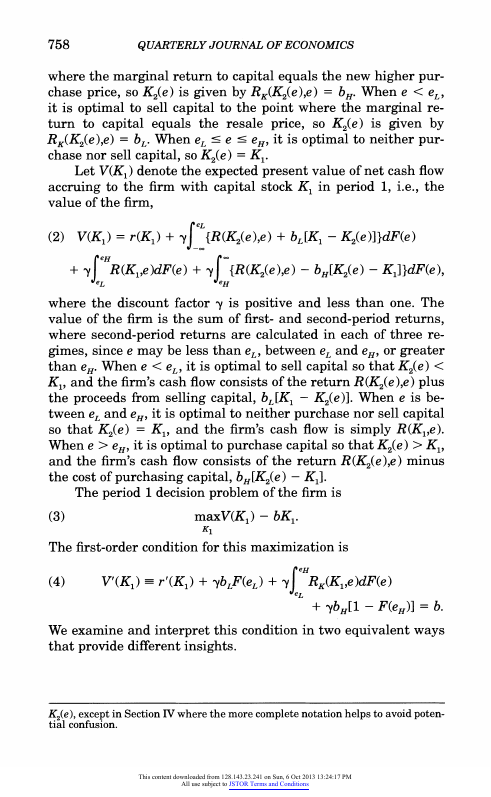 758 QUARTERLY JOURNAL OF ECONOMICS
where the marginal return to capital equals the new higher pur-
chase price, so K₂(e) is given by R_K(K₂(e),e) = b_H. When e < e_L,
it is optimal to sell capital to the point where the marginal re-
turn to capital equals the resale price, so K₂(e) is given by
R_K(K₂(e),e) = b_L. When e_L ≤ e ≤ e_H, it is optimal to neither pur-
chase nor sell capital, so K₂(e) = K₁.
Let V(K₁) denote the expected present value of net cash flow
accruing to the firm with capital stock K₁ in period 1, i.e., the
value of the firm,
(2) V(K₁) = r(K₁) + γ∫_{-∞}^{e_L} {R(K₂(e),e) + b_L[K₁ − K₂(e)]}dF(e)
+ γ∫_{e_L}^{e_H} R(K₁,e)dF(e) + γ∫_{e_H}^{∞} {R(K₂(e),e) − b_H[K₂(e) − K₁]}dF(e),
where the discount factor γ is positive and less than one. The
value of the firm is the sum of first- and second-period returns,
where second-period returns are calculated in each of three re-
gimes, since e may be less than e_L, between e_L and e_H, or greater
than e_H. When e < e_L, it is optimal to sell capital so that K₂(e) <
K₁, and the firm's cash flow consists of the return R(K₂(e),e) plus
the proceeds from selling capital, b_L[K₁ − K₂(e)]. When e is be-
tween e_L and e_H, it is optimal to neither purchase nor sell capital
so that K₂(e) = K₁, and the firm's cash flow is simply R(K₁,e).
When e > e_H, it is optimal to purchase capital so that K₂(e) > K₁,
and the firm's cash flow consists of the return R(K₂(e),e) minus
the cost of purchasing capital, b_H[K₂(e) − K₁].
The period 1 decision problem of the firm is
(3) max_{K₁} V(K₁) − bK₁.
The first-order condition for this maximization is
(4) V′(K₁) ≡ r′(K₁) + γb_LF(e_L) + γ∫_{e_L}^{e_H} R_K(K₁,e)dF(e)
+ γb_H[1 − F(e_H)] = b.
We examine and interpret this condition in two equivalent ways
that provide different insights.
K₂(e), except in Section IV where the more complete notation helps to avoid poten-
tial confusion.
This content downloaded from 128.143.23.241 on Sun, 6 Oct 2013 13:24:17 PM
All use subject to JSTOR Terms and Conditions